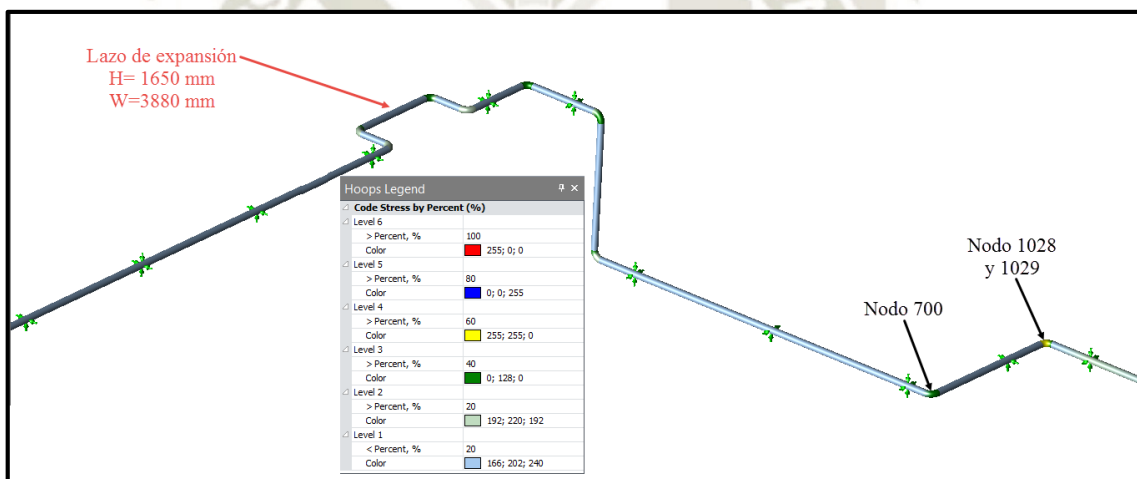 Lazo de expansión
H= 1650 mm
W=3880 mm
Hoops Legend
Code Stress by Percent (%)
Level 6
> Percent, % 100
Color 255; 0; 0
Level 5
> Percent, % 80
Color 0; 0; 255
Level 4
> Percent, % 60
Color 255; 255; 0
Level 3
> Percent, % 40
Color 0; 128; 0
Level 2
> Percent, % 20
Color 192; 220; 192
Level 1
< Percent, % 20
Color 166; 202; 240
Nodo 700
Nodo 1028
y 1029